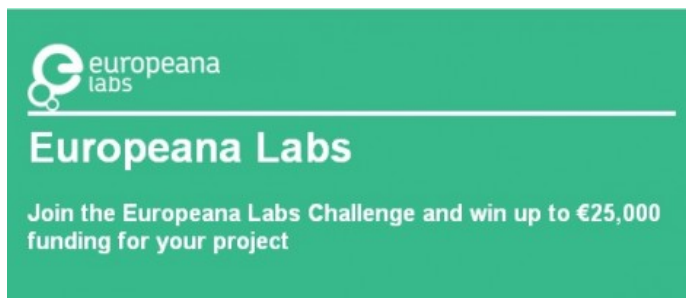 europeana
labs
Europeana Labs
Join the Europeana Labs Challenge and win up to €25,000
funding for your project